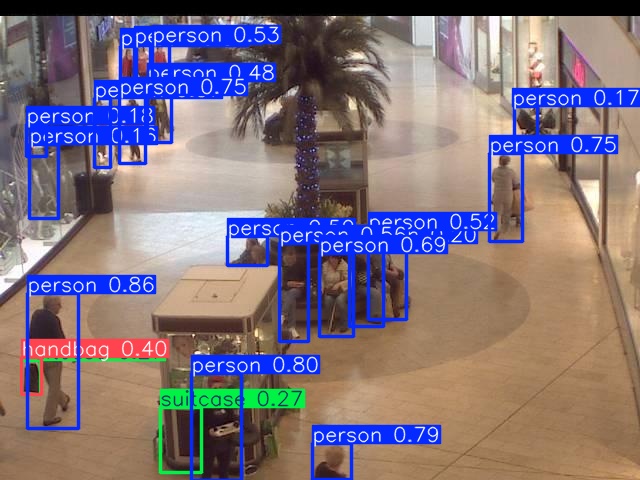 person 0.53
person 0.48
person 0.75
person 0.18
person 0.16
person 0.17
person 0.75
person 0.52
person 0.69
person 0.86
handbag 0.40
person 0.80
suitcase 0.27
person 0.79